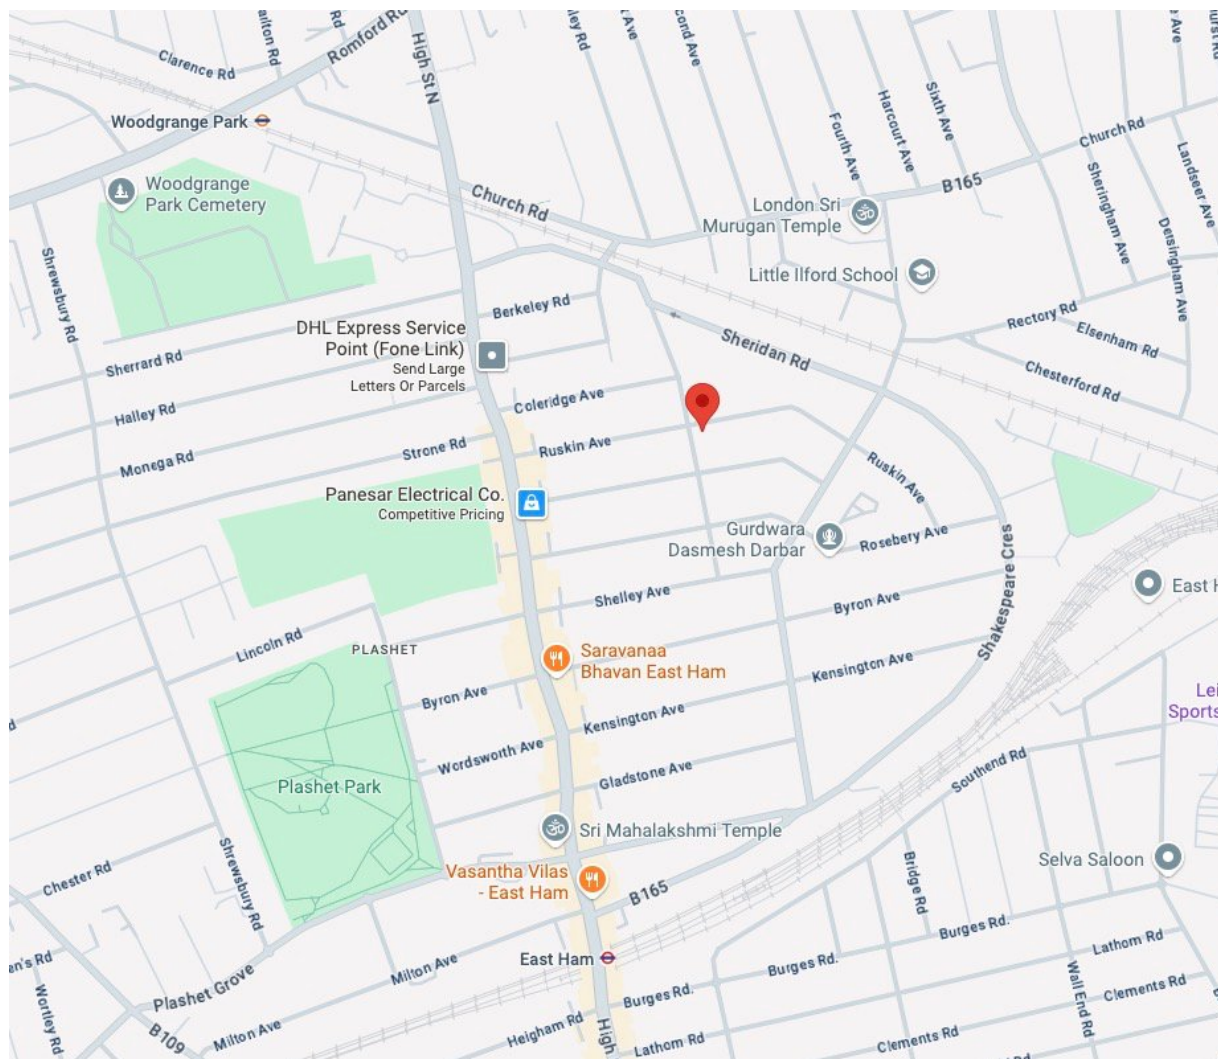 Clarence Rd
Romford Rd
High St N
Woodgrange Park
Woodgrange
Park Cemetery
Church Rd
Fourth Ave
Harcourt Ave
Sixth Ave
Church Rd
B165
Landseer Ave
Sheringham Ave
Dersingham Ave
London Sri
Murugan Temple
Little Ilford School
Shrewsbury Rd
Berkeley Rd
DHL Express Service
Point (Fone Link)
Send Large
Letters Or Parcels
Sherrard Rd
Halley Rd
Monega Rd
Strone Rd
Coleridge Ave
Ruskin Ave
Sheridan Rd
Rectory Rd
Elsenham Rd
Chesterford Rd
Ruskin Ave
Panesar Electrical Co.
Competitive Pricing
Gurdwara
Dasmesh Darbar
Rosebery Ave
Shelley Ave
Byron Ave
Shakespeare Cres
East H
Lincoln Rd
PLASHET
Saravanaa
Bhavan East Ham
Byron Ave
Kensington Ave
Kensington Ave
Lei
Sports
Wordsworth Ave
Gladstone Ave
Plashet Park
Southend Rd
Sri Mahalakshmi Temple
Chester Rd
Shrewsbury Rd
Vasantha Vilas
- East Ham
B165
Bridge Rd
Selva Saloon
Burges Rd.
Lathom Rd
East Ham
Milton Ave
Burges Rd.
Plashet Grove
Wortley Rd
B109
Milton Ave
Heigham Rd
High
Burges Rd.
Lathom Rd
Wall End Rd
Clements Rd
Clements Rd